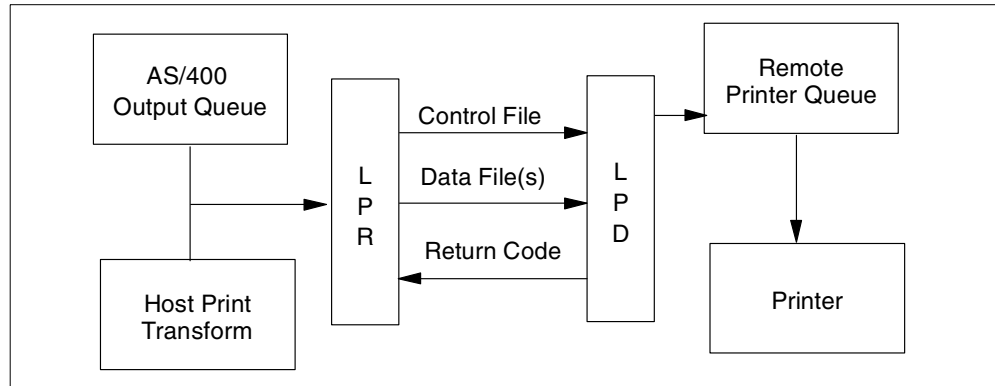 AS/400
Output Queue
Host Print
Transform
L
P
R
Control File
Data File(s)
Return Code
L
P
D
Remote
Printer Queue
Printer